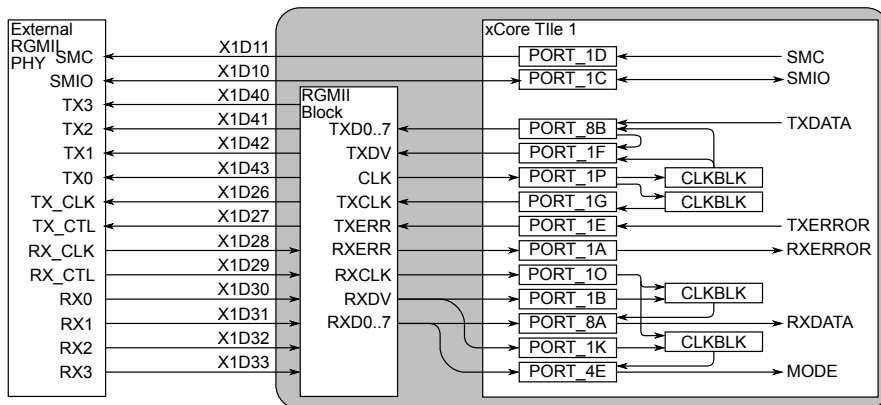 External
RGMII
PHY
xCore TIle 1
SMC X1D11 PORT_1D SMC
SMIO X1D10 PORT_1C SMIO
TX3 X1D40
RGMII
Block
TX2 X1D41 TXD0..7 PORT_8B TXDATA
TX1 X1D42 TXDV PORT_1F
TX0 X1D43 CLK PORT_1P CLKBLK
TX_CLK X1D26 TXCLK PORT_1G CLKBLK
TX_CTL X1D27 TXERR PORT_1E TXERROR
RX_CLK X1D28 RXERR PORT_1A RXERROR
RX_CTL X1D29 RXCLK PORT_1O
RX0 X1D30 RXDV PORT_1B CLKBLK
RX1 X1D31 RXD0..7 PORT_8A RXDATA
RX2 X1D32 PORT_1K CLKBLK
RX3 X1D33 PORT_4E MODE